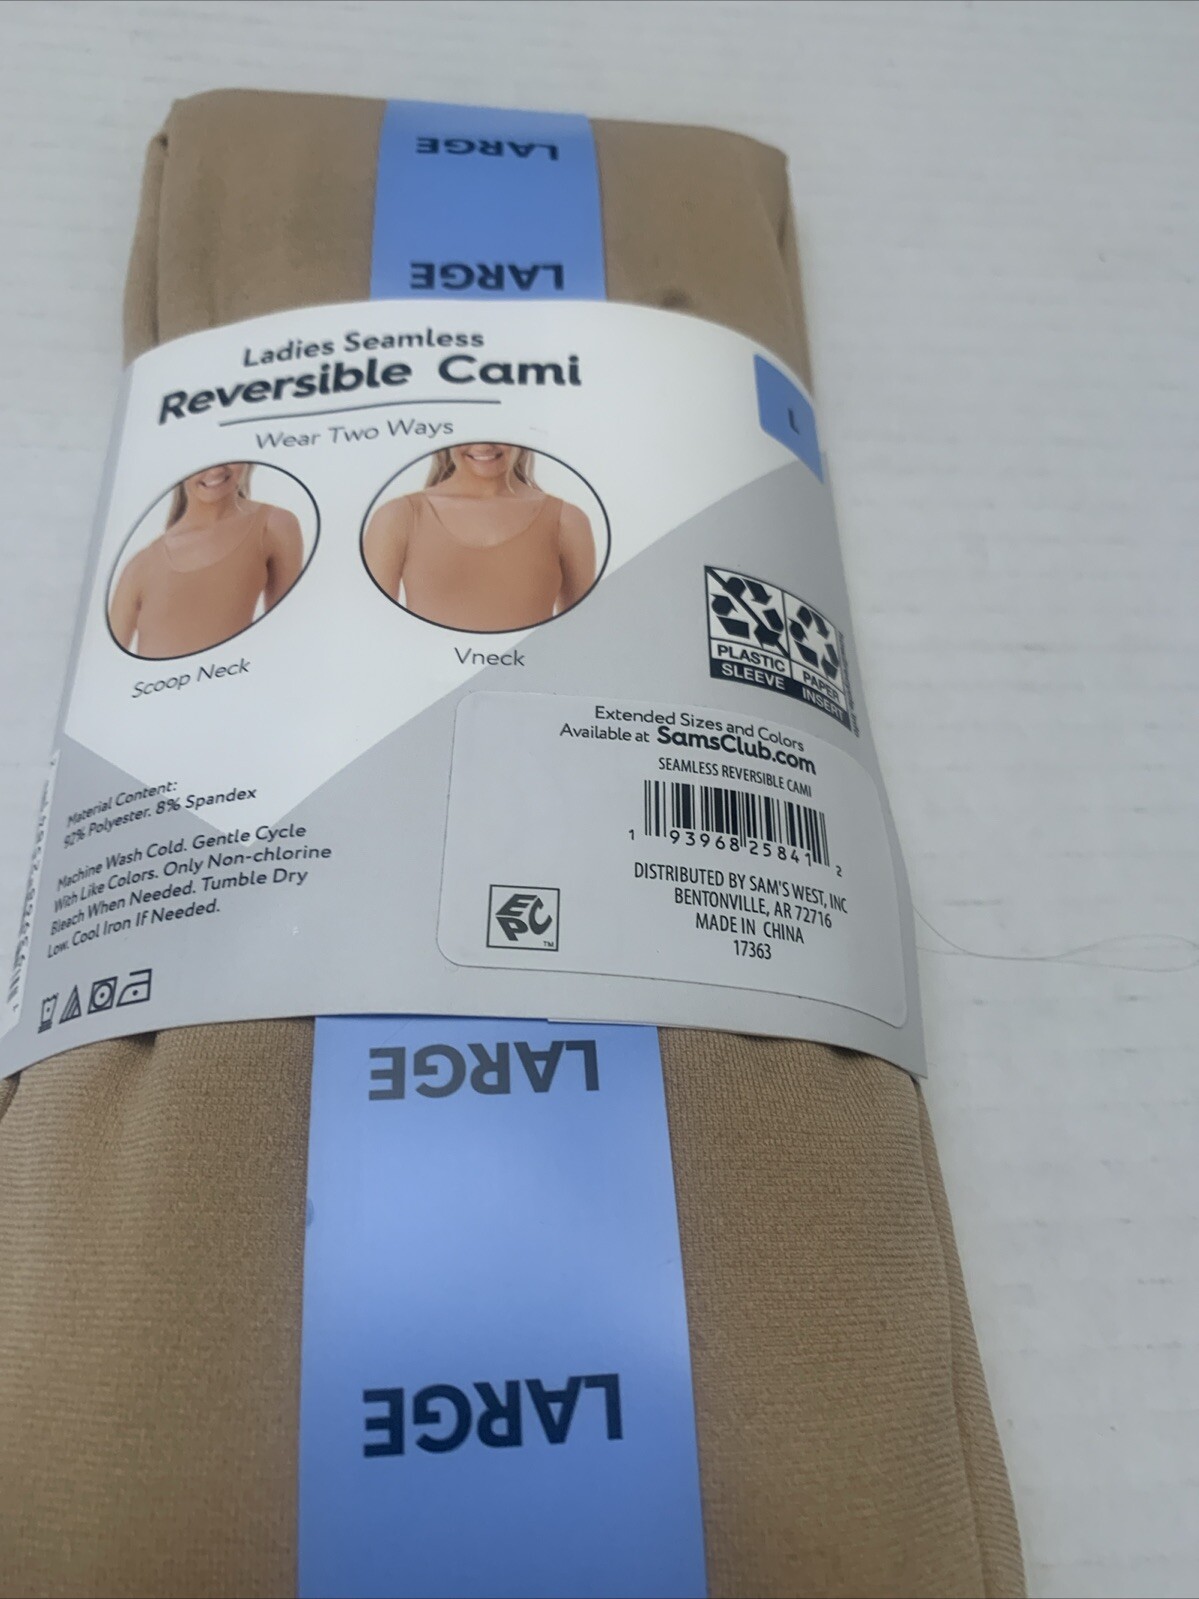 LARGE
LARGE
Ladies Seamless
Reversible Cami
Wear Two Ways
L
Scoop Neck
Vneck
PLASTIC
SLEEVE
PAPER
INSERT
Material Content:
92% Polyester. 8% Spandex
Machine Wash Cold. Gentle Cycle
With Like Colors. Only Non-chlorine
Bleach When Needed. Tumble Dry
Low. Cool Iron If Needed.
Extended Sizes and Colors
Available at SamsClub.com
SEAMLESS REVERSIBLE CAMI
1 93968 25841 2
DISTRIBUTED BY SAM'S WEST, INC
BENTONVILLE, AR 72716
MADE IN CHINA
17363
EPC
TM
LARGE
LARGE